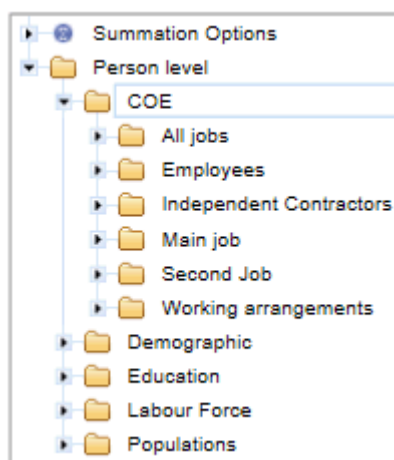 Summation Options
Person level
COE
All jobs
Employees
Independent Contractors
Main job
Second Job
Working arrangements
Demographic
Education
Labour Force
Populations